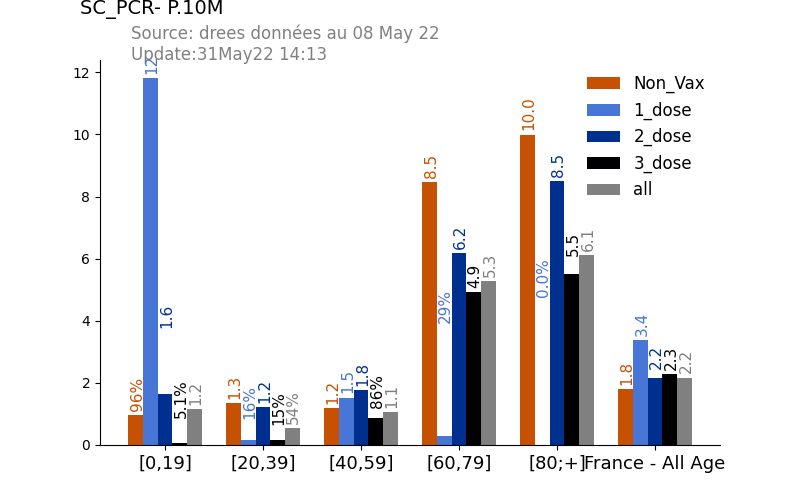 SC_PCR- P.10M
Source: drees données au 08 May 22
Update:31May22 14:13
12
10
8
6
4
2
0
Non_Vax
1_dose
2_dose
3_dose
all
96% 12 1.6 5.1% 1.2
1.3 16% 1.2 15% 54%
1.2 1.5 1.8 86% 1.1
8.5 29% 6.2 4.9 5.3
10.0 0.0% 8.5 5.5 6.1
1.8 3.4 2.2 2.3 2.2
[0,19] [20,39] [40,59] [60,79] [80;+] France - All Age